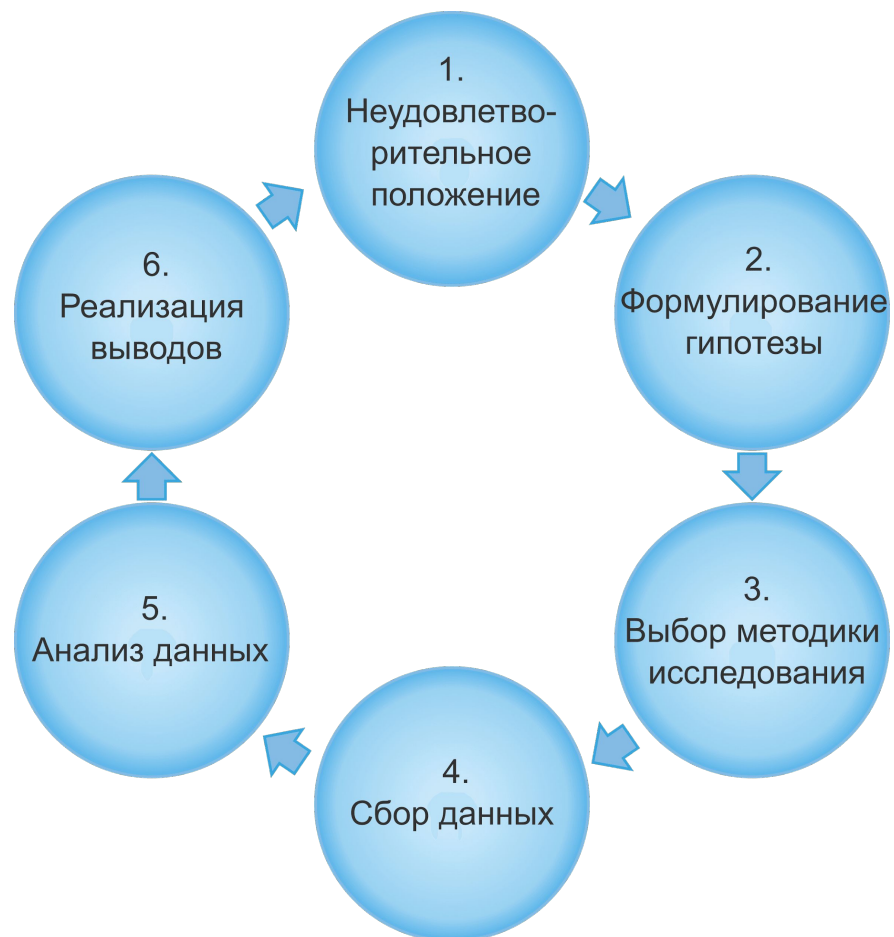 1.
Неудовлетво-
рительное
положение
2.
Формулирование
гипотезы
3.
Выбор методики
исследования
4.
Сбор данных
5.
Анализ данных
6.
Реализация
выводов